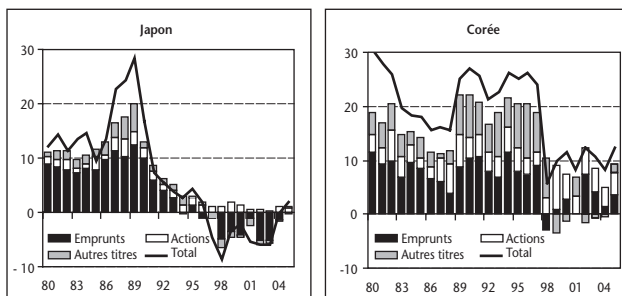 Japon
30
20
10
0
- 10
Emprunts
Actions
Autres titres
Total
80 83 86 89 92 95 98 01 04
Corée
30
20
10
0
-10
Emprunts
Actions
Autres titres
Total
80 83 86 89 92 95 98 01 04